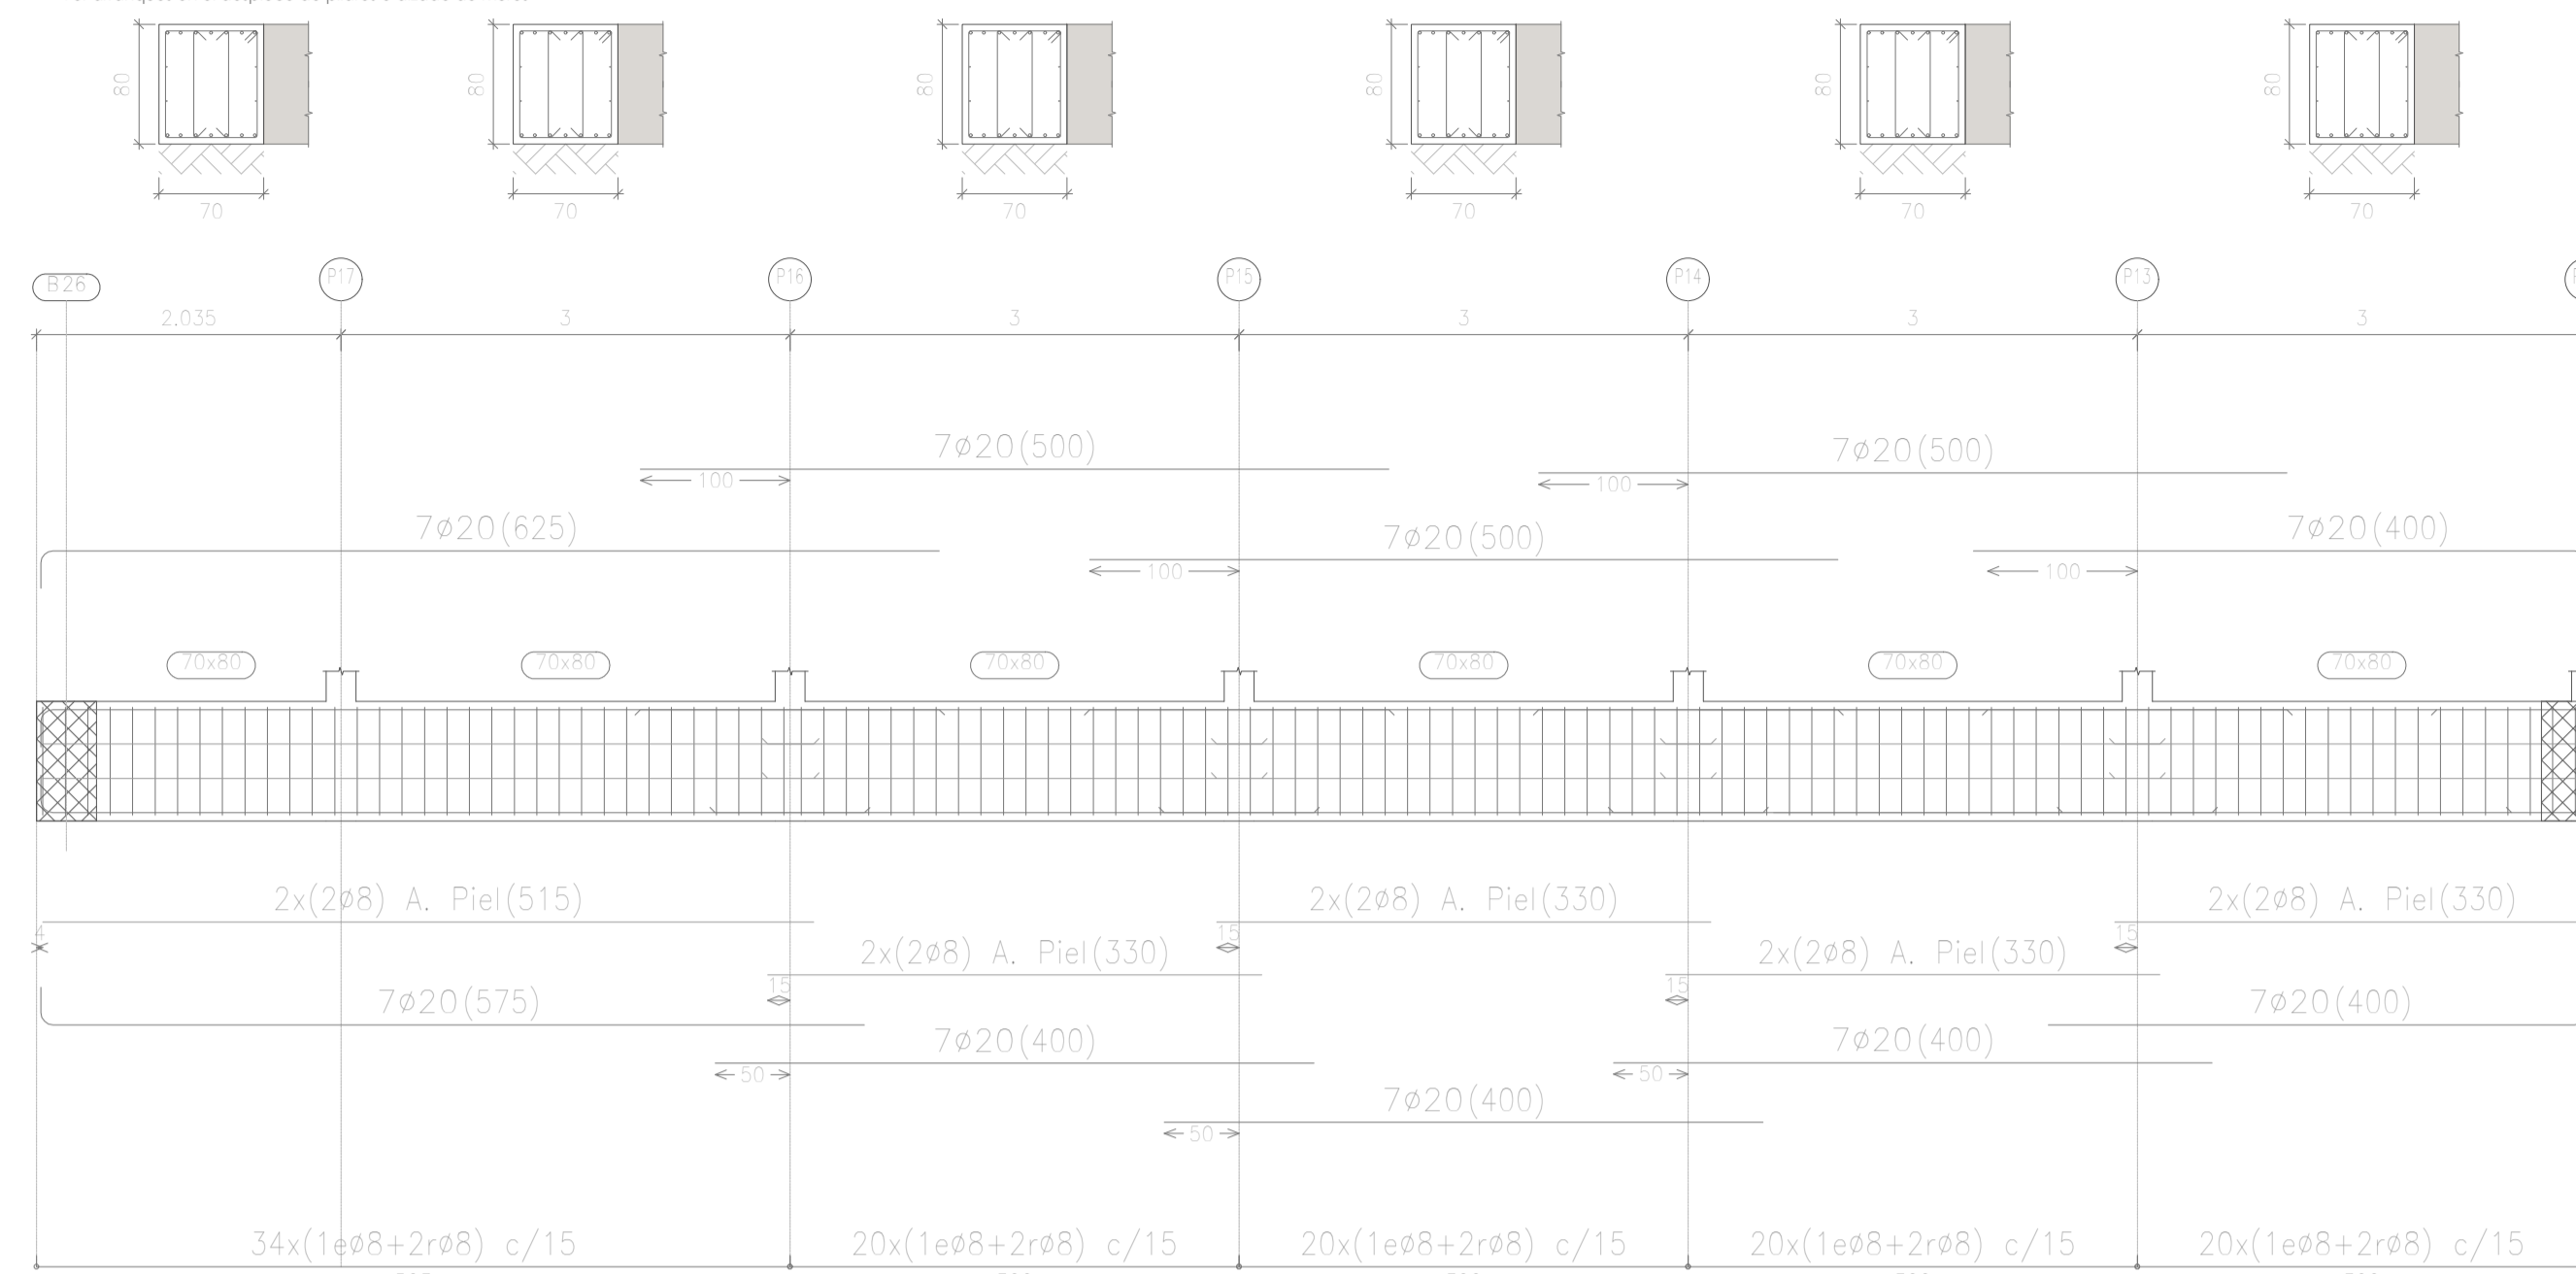 80 80 80 80 80 80
70 70 70 70 70 70
B26 P17 P16 P15 P14 P13
2.035 3 3 3 3 3
7ø20(500) 7ø20(500)
100 100
7ø20(625) 7ø20(500) 7ø20(400)
100 100
70x80 70x80 70x80 70x80 70x80 70x80
2x(2ø8) A. Piel(515) 2x(2ø8) A. Piel(330) 2x(2ø8) A. Piel(330)
4 15 15
2x(2ø8) A. Piel(330) 2x(2ø8) A. Piel(330)
15 15
7ø20(575) 7ø20(400)
7ø20(400) 7ø20(400)
50 50
7ø20(400)
50
34x(1eø8+2rø8) c/15 20x(1eø8+2rø8) c/15 20x(1eø8+2rø8) c/15 20x(1eø8+2rø8) c/15 20x(1eø8+2rø8) c/15